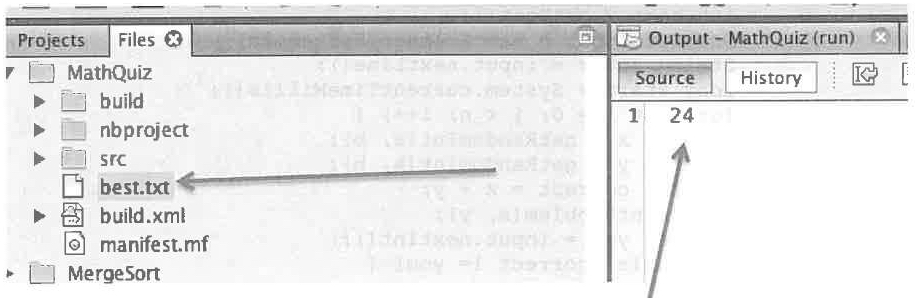 Projects Files
MathQuiz
build
nbproject
src
best.txt
build.xml
manifest.mf
MergeSort
Output - MathQuiz (run)
Source History
1 24